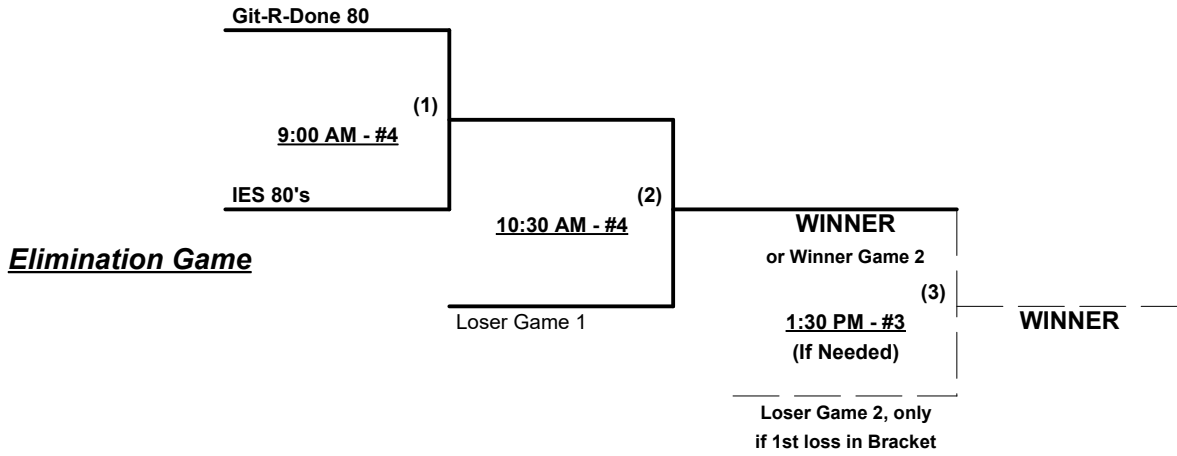 Git-R-Done 80
(1)
9:00 AM - #4
IES 80's
(2)
10:30 AM - #4
WINNER
or Winner Game 2
Elimination Game
(3)
Loser Game 1
1:30 PM - #3
WINNER
(If Needed)
Loser Game 2, only
if 1st loss in Bracket